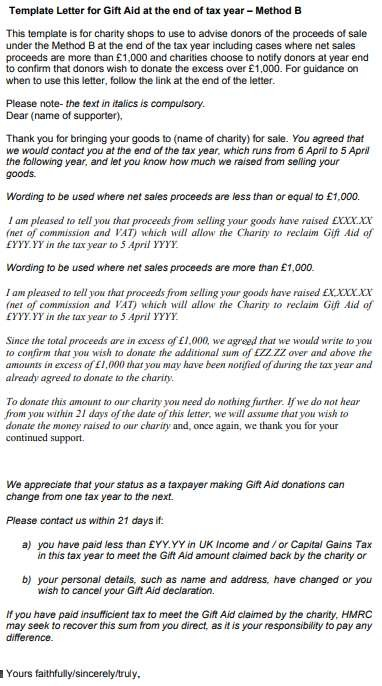 Template Letter for Gift Aid at the end of tax year – Method B
This template is for charity shops to use to advise donors of the proceeds of sale
under the Method B at the end of the tax year including cases where net sales
proceeds are more than £1,000 and charities choose to notify donors at year end
to confirm that donors wish to donate the excess over £1,000. For guidance on
when to use this letter, follow the link at the end of the letter.
Please note- the text in italics is compulsory.
Dear (name of supporter),
Thank you for bringing your goods to (name of charity) for sale. You agreed that
we would contact you at the end of the tax year, which runs from 6 April to 5 April
the following year, and let you know how much we raised from selling your
goods.
Wording to be used where net sales proceeds are less than or equal to £1,000.
I am pleased to tell you that proceeds from selling your goods have raised £XXX.XX
(net of commission and VAT) which will allow the Charity to reclaim Gift Aid of
£YYY.YY in the tax year to 5 April YYYY.
Wording to be used where net sales proceeds are more than £1,000.
I am pleased to tell you that proceeds from selling your goods have raised £X,XXX.XX
(net of commission and VAT) which will allow the Charity to reclaim Gift Aid of
£YYY.YY in the tax year to 5 April YYYY.
Since the total proceeds are in excess of £1,000, we agreed that we would write to you
to confirm that you wish to donate the additional sum of £ZZ.ZZ over and above the
amounts in excess of £1,000 that you may have been notified of during the tax year and
already agreed to donate to the charity.
To donate this amount to our charity you need do nothing further. If we do not hear
from you within 21 days of the date of this letter, we will assume that you wish to
donate the money raised to our charity and, once again, we thank you for your
continued support.
We appreciate that your status as a taxpayer making Gift Aid donations can
change from one tax year to the next.
Please contact us within 21 days if:
a) you have paid less than £YY.YY in UK Income and / or Capital Gains Tax
in this tax year to meet the Gift Aid amount claimed back by the charity or
b) your personal details, such as name and address, have changed or you
wish to cancel your Gift Aid declaration.
If you have paid insufficient tax to meet the Gift Aid claimed by the charity, HMRC
may seek to recover this sum from you direct, as it is your responsibility to pay any
difference.
Yours faithfully/sincerely/truly,